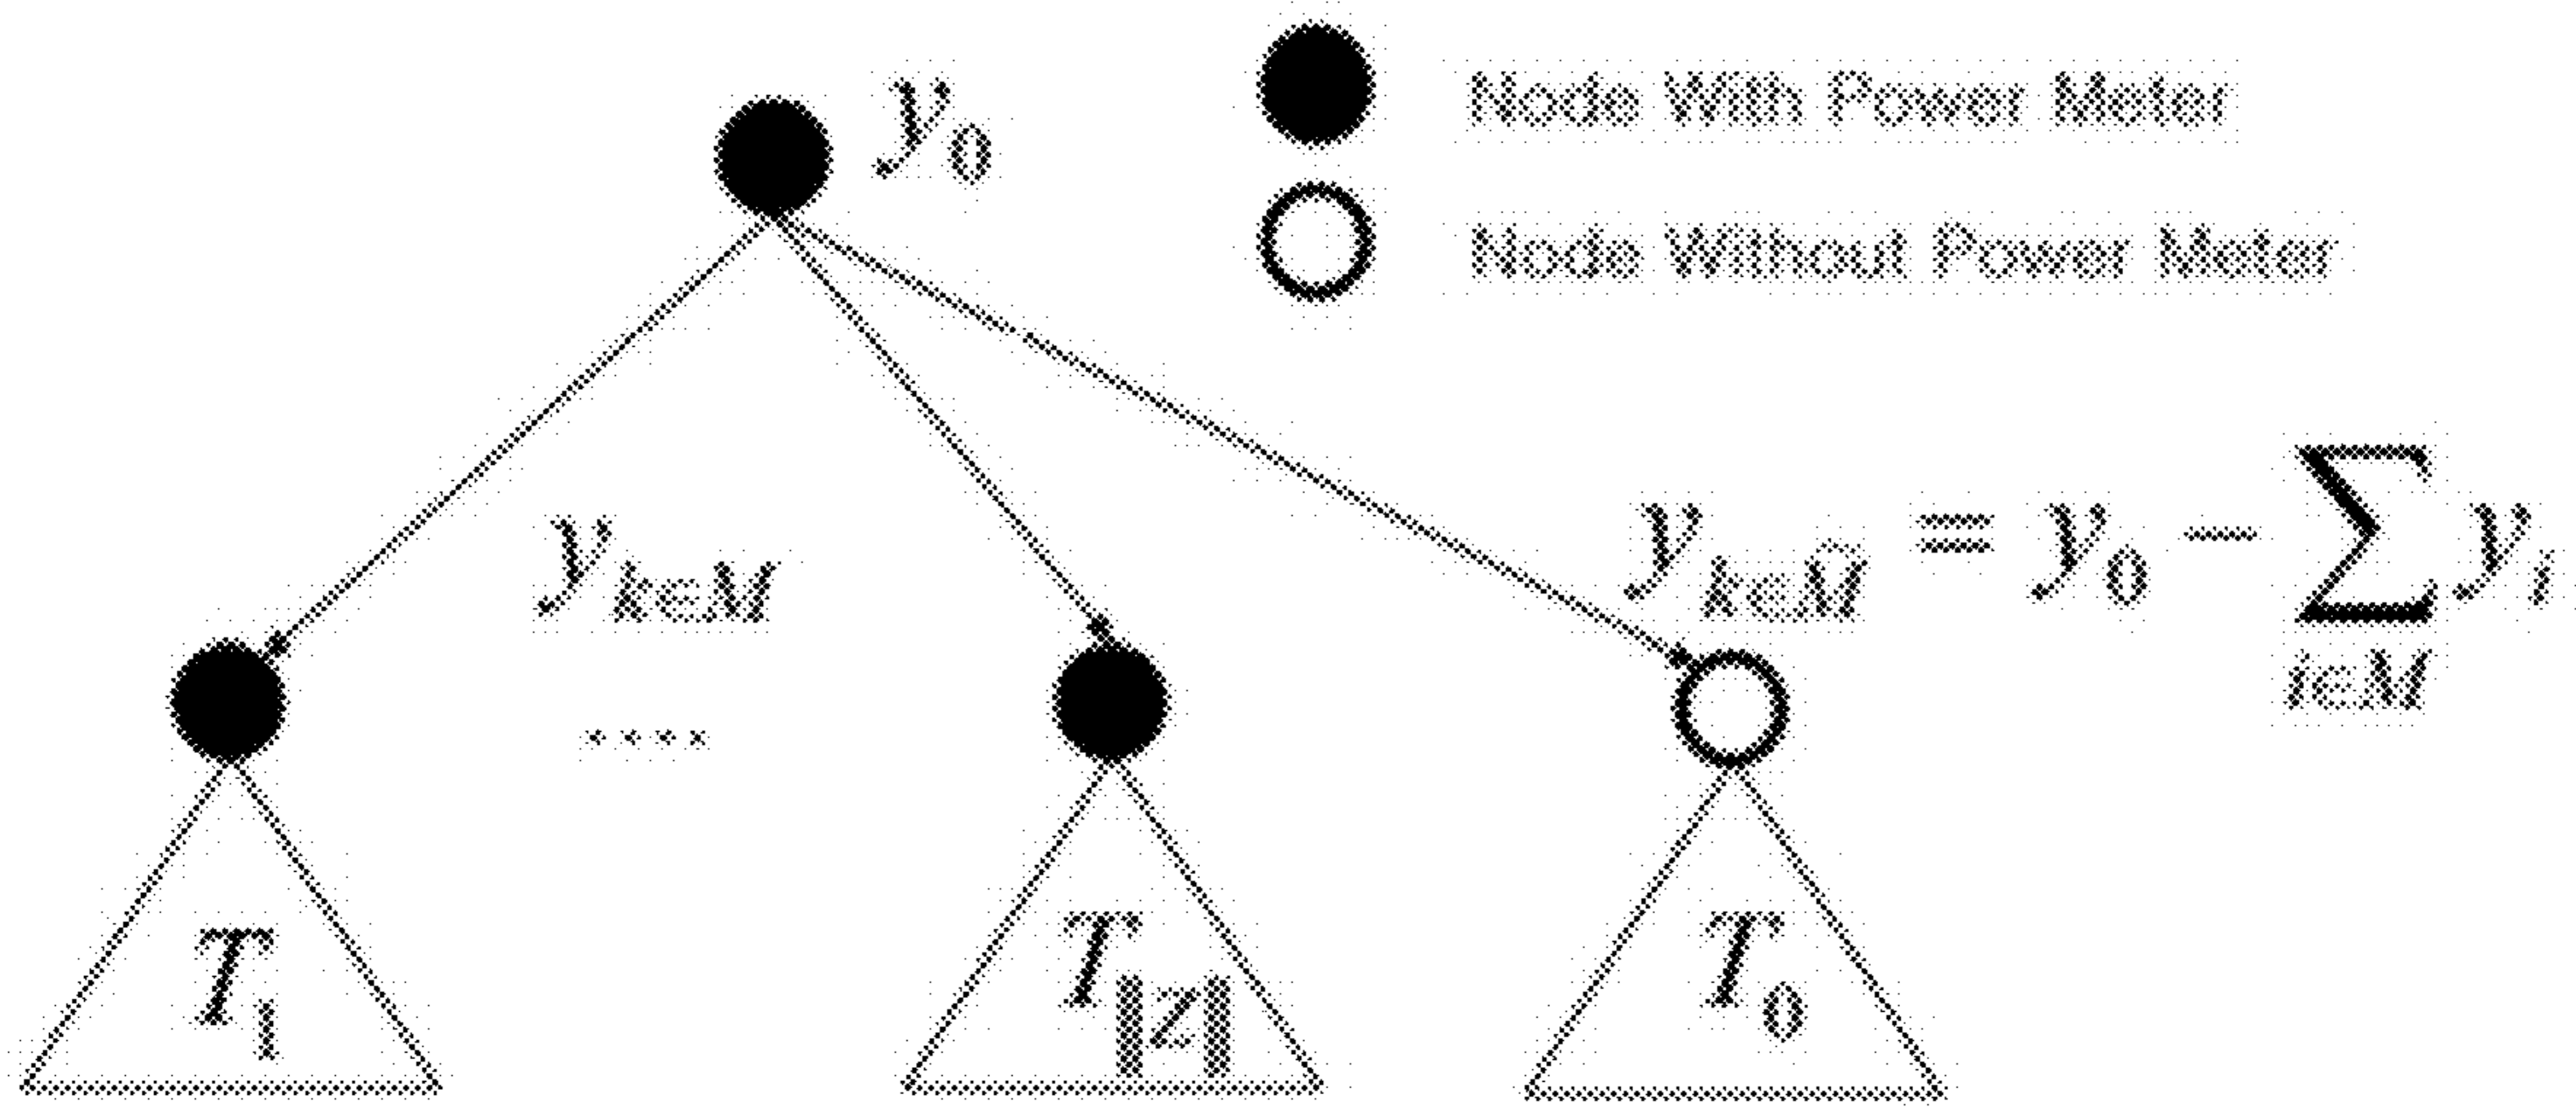 y₀
Node With Power Meter
Node Without Power Meter
yₖ∈M
yₖ∈M̂ = y₀ − ∑ yᵢ
i∈M
....
T₁
T‖Z‖
T₀